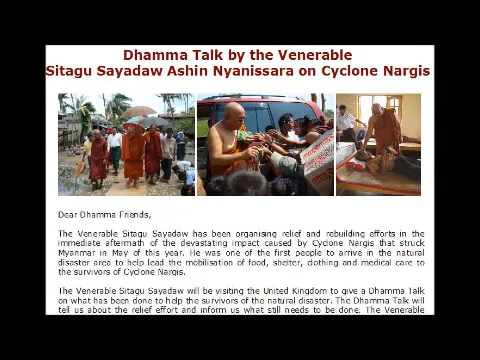 Dhamma Talk by the Venerable
Sitagu Sayadaw Ashin Nyanissara on Cyclone Nargis
Dear Dhamma Friends,
The Venerable Sitagu Sayadaw has been organising relief and rebuilding efforts in the
immediate aftermath of the devastating impact caused by Cyclone Nargis that struck
Myanmar in May of this year. He was one of the first people to arrive in the natural
disaster area to help lead the mobilisation of food, shelter, clothing and medical care to
the survivors of Cyclone Nargis.
The Venerable Sitagu Sayadaw will be visiting the United Kingdom to give a Dhamma Talk
on what has been done to help the survivors of the natural disaster. The Dhamma Talk will
tell us about the relief effort and inform us what still needs to be done. The Venerable